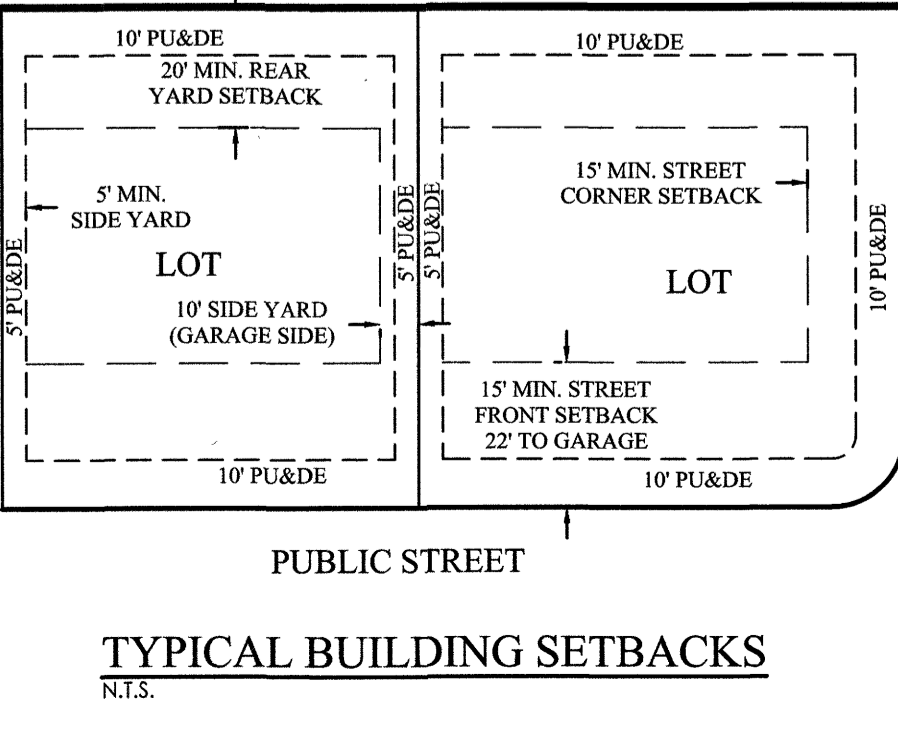 10' PU&DE
20' MIN. REAR
YARD SETBACK
5' MIN.
SIDE YARD
5' PU&DE
LOT
10' SIDE YARD
(GARAGE SIDE)
5' PU&DE
10' PU&DE
10' PU&DE
15' MIN. STREET
CORNER SETBACK
5' PU&DE
LOT
10' PU&DE
15' MIN. STREET
FRONT SETBACK
22' TO GARAGE
10' PU&DE
PUBLIC STREET
TYPICAL BUILDING SETBACKS
N.T.S.